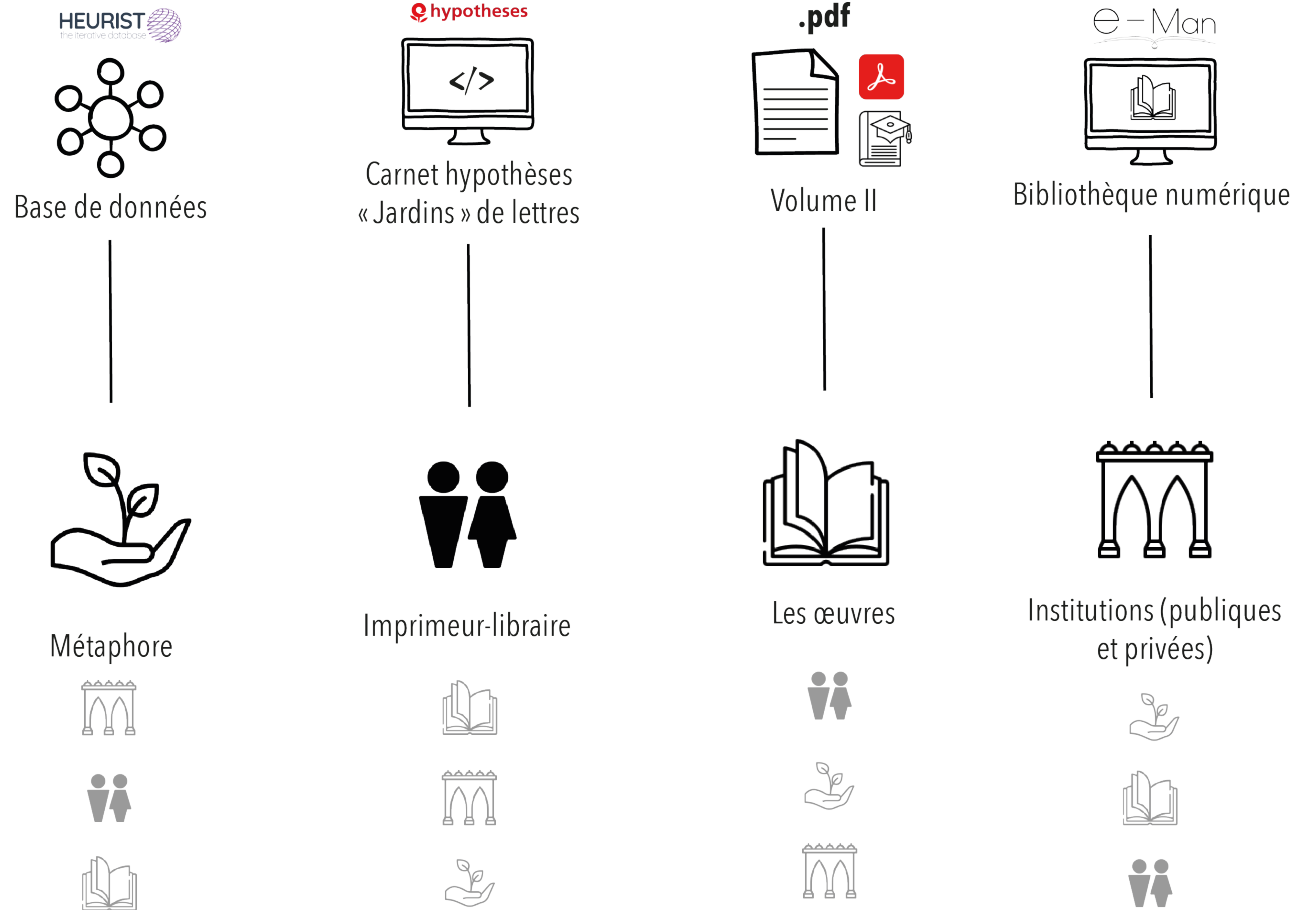 HEURIST
the iterative database
Base de données
Métaphore
hypotheses
</>
Carnet hypothèses
« Jardins » de lettres
Imprimeur-libraire
.pdf
Volume II
Les œuvres
e-Man
Bibliothèque numérique
Institutions (publiques
et privées)